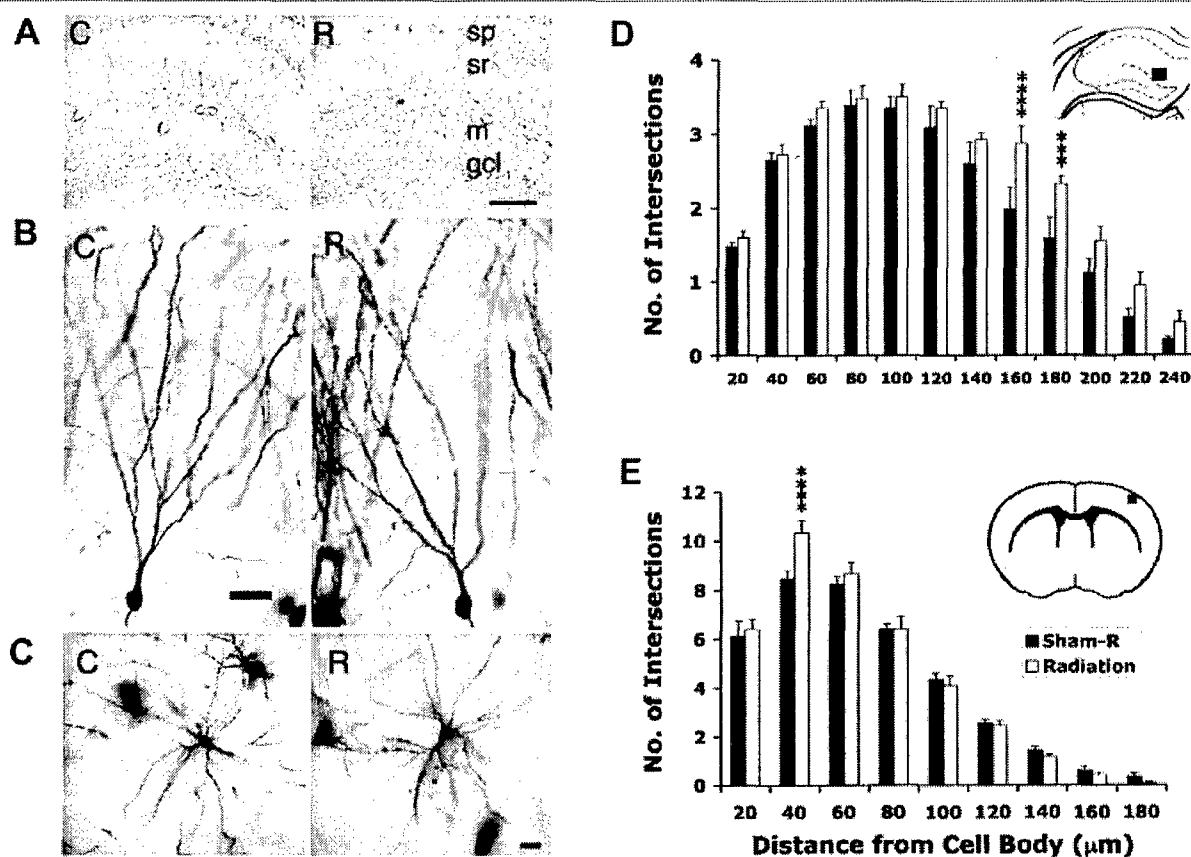 A
C
R
sp
sr
m
gcl
B
C
R
C
C
R
D
No. of Intersections
4
3
2
1
0
****
***
20 40 60 80 100 120 140 160 180 200 220 240
E
No. of Intersections
12
10
8
6
4
2
0
****
Sham-R
Radiation
20 40 60 80 100 120 140 160 180
Distance from Cell Body (µm)